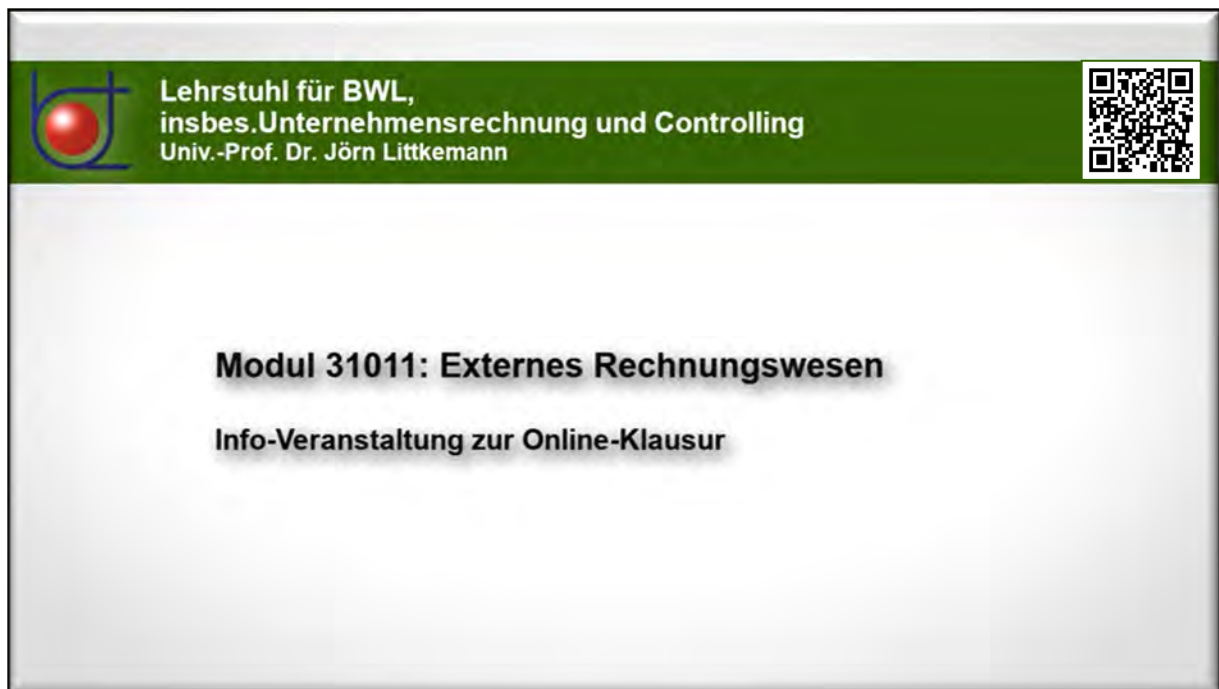 Lehrstuhl für BWL,
insbes.Unternehmensrechnung und Controlling
Univ.-Prof. Dr. Jörn Littkemann
Modul 31011: Externes Rechnungswesen
Info-Veranstaltung zur Online-Klausur